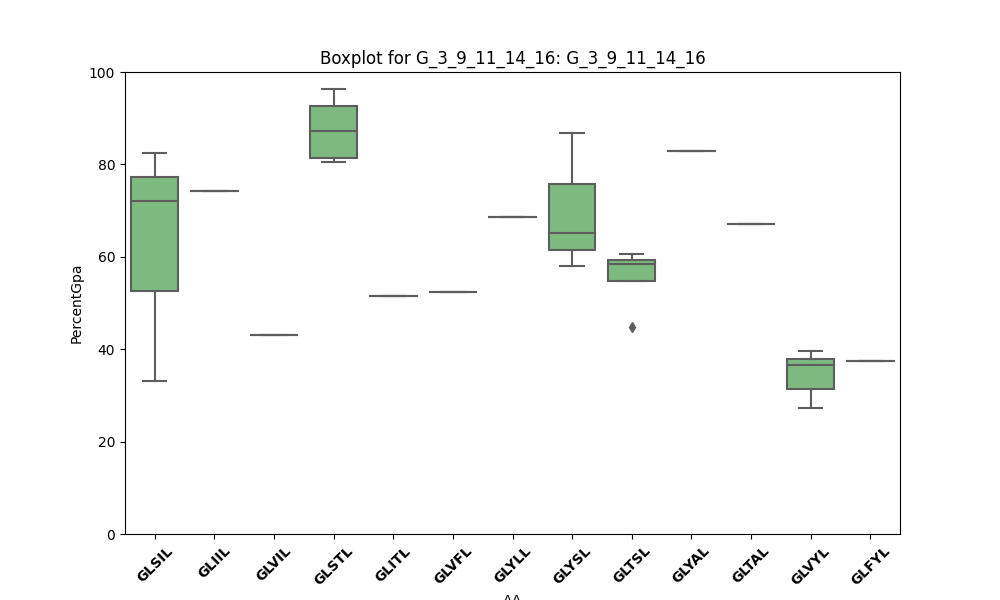 Boxplot for G_3_9_11_14_16: G_3_9_11_14_16
100
80
60
40
20
0
PercentGpa
GLSIL GLIIL GLVIL GLSTL GLITL GLVFL GLYLL GLYSL GLTSL GLYAL GLTAL GLVYL GLFYL
AA